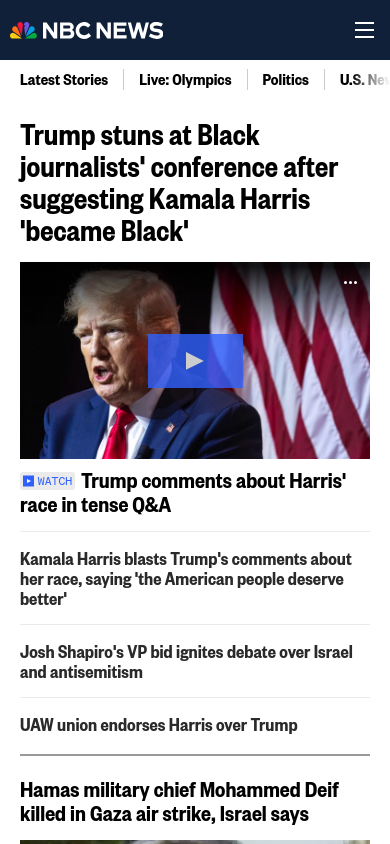 NBC NEWS
Latest Stories
Live: Olympics
Politics
U.S. Ne
Trump stuns at Black
journalists' conference after
suggesting Kamala Harris
'became Black'
WATCH Trump comments about Harris'
race in tense Q&A
Kamala Harris blasts Trump's comments about
her race, saying 'the American people deserve
better'
Josh Shapiro's VP bid ignites debate over Israel
and antisemitism
UAW union endorses Harris over Trump
Hamas military chief Mohammed Deif
killed in Gaza air strike, Israel says